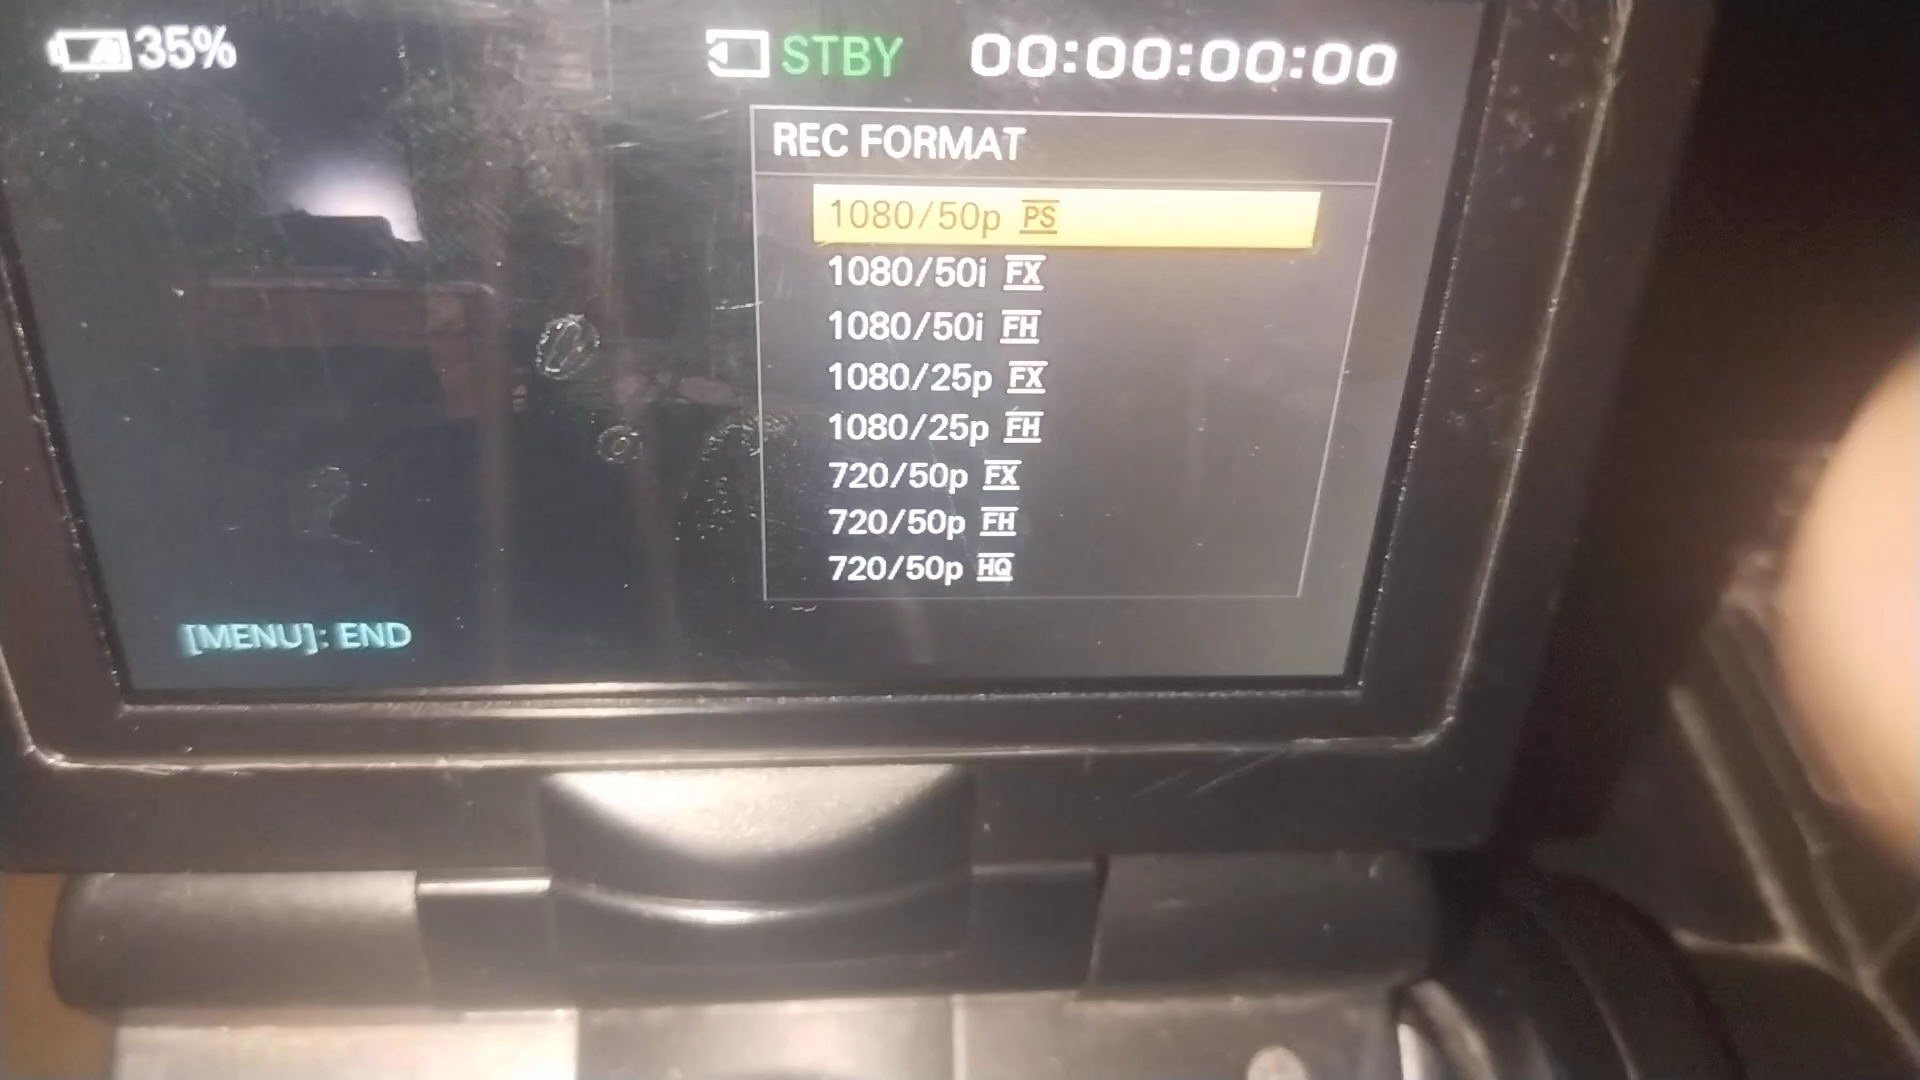 35%
STBY 00:00:00:00
REC FORMAT
1080/50p PS
1080/50i FX
1080/50i FH
1080/25p FX
1080/25p FH
720/50p FX
720/50p FH
720/50p HQ
[MENU]: END